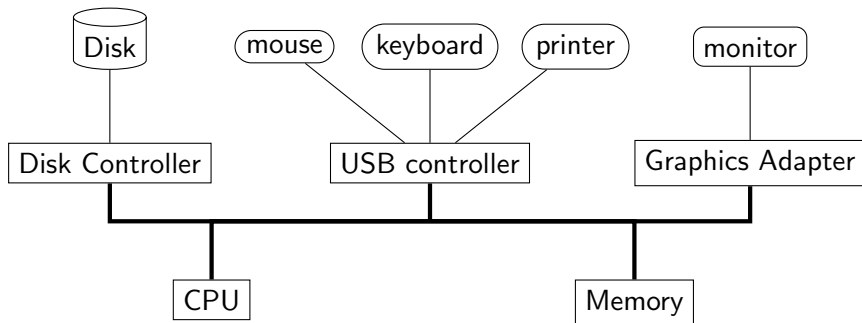 Disk
mouse
keyboard
printer
monitor
Disk Controller
USB controller
Graphics Adapter
CPU
Memory